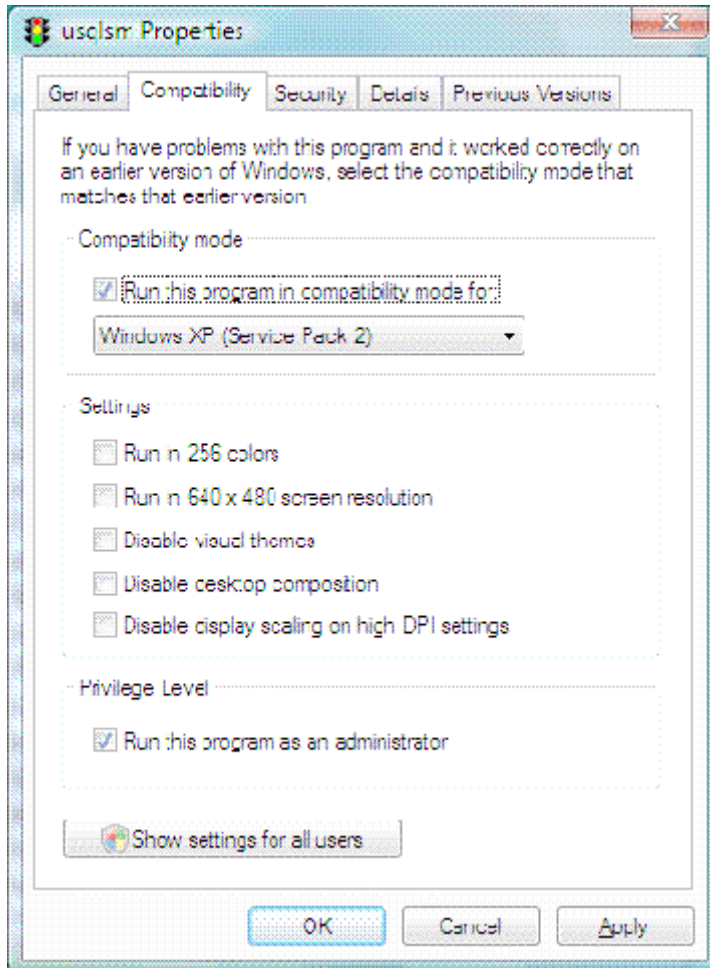 usclsm Properties
General Compatibility Security Details Previous Versions
If you have problems with this program and it worked correctly on
an earlier version of Windows, select the compatibility mode that
matches that earlier version
Compatibility mode
Run this program in compatibility mode for:
Windows XP (Service Pack 2)
Settings
Run in 256 colors
Run in 640 x 480 screen resolution
Disable visual themes
Disable desktop composition
Disable display scaling on high DPI settings
Privilege Level
Run this program as an administrator
Show settings for all users
OK Cancel Apply